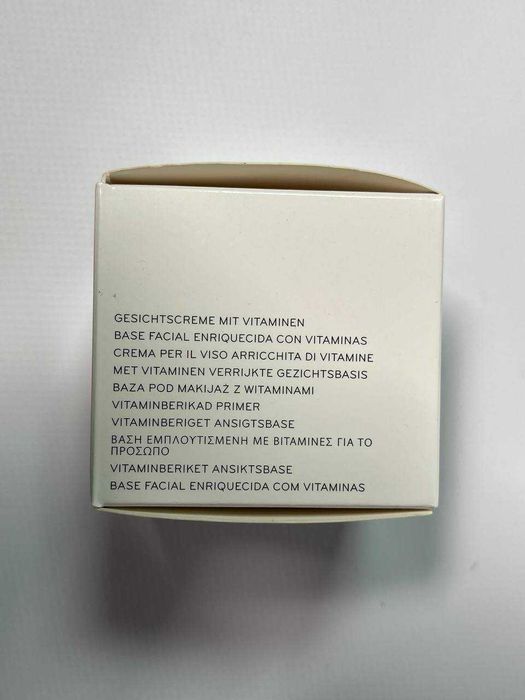 GESICHTSCREME MIT VITAMINEN
BASE FACIAL ENRIQUECIDA CON VITAMINAS
CREMA PER IL VISO ARRICCHITA DI VITAMINE
MET VITAMINEN VERRIJKTE GEZICHTSBASIS
BAZA POD MAKIJAŻ Z WITAMINAMI
VITAMINBERIKAD PRIMER
VITAMINBERIGET ANSIGTSBASE
ΒΑΣΗ ΕΜΠΛΟΥΤΙΣΜΕΝΗ ΜΕ ΒΙΤΑΜΙΝΕΣ ΓΙΑ ΤΟ
ΠΡΟΣΩΠΟ
VITAMINBERIKET ANSIKTSBASE
BASE FACIAL ENRIQUECIDA COM VITAMINAS